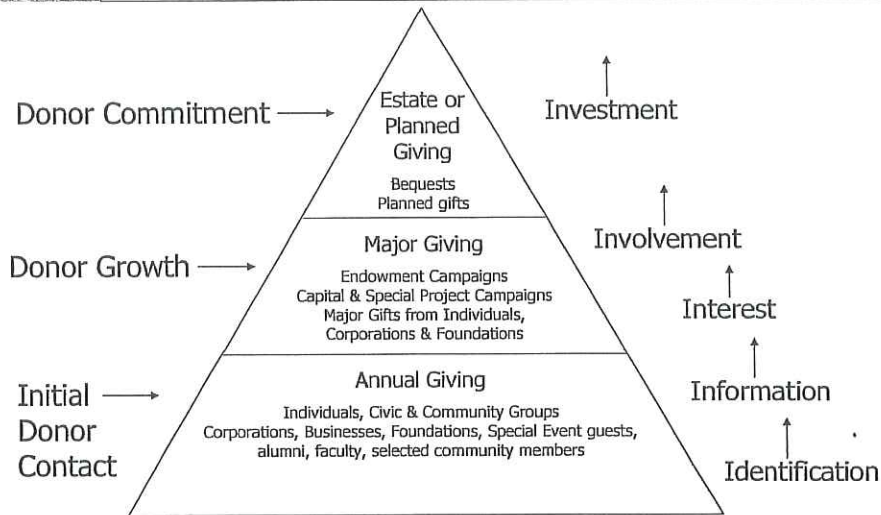 Donor Commitment
Donor Growth
Initial
Donor
Contact
Estate or
Planned
Giving
Bequests
Planned gifts
Major Giving
Endowment Campaigns
Capital & Special Project Campaigns
Major Gifts from Individuals,
Corporations & Foundations
Annual Giving
Individuals, Civic & Community Groups
Corporations, Businesses, Foundations, Special Event guests,
alumni, faculty, selected community members
Investment
Involvement
Interest
Information
Identification